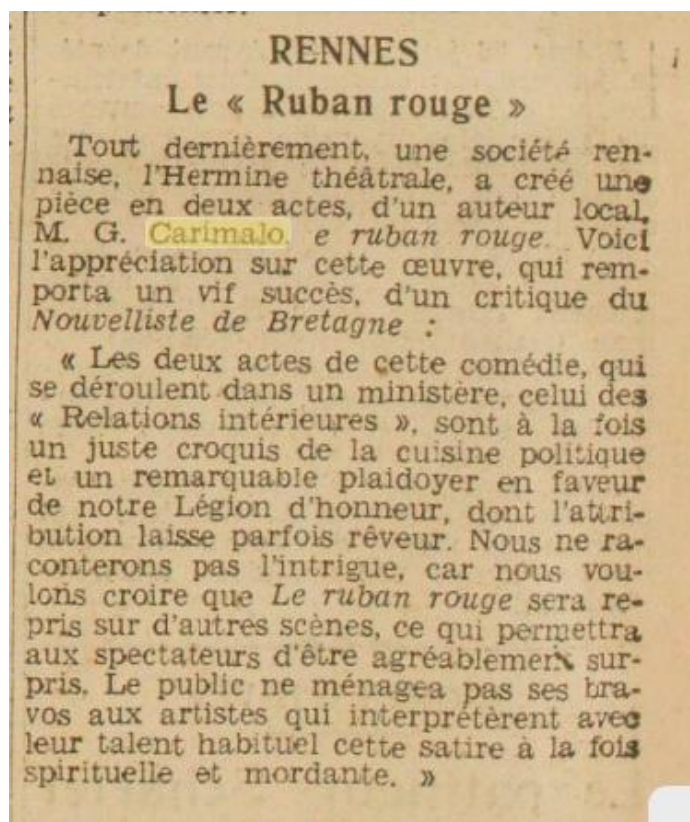 RENNES
Le « Ruban rouge »
Tout dernièrement, une société ren-
naise, l'Hermine théâtrale, a créé une
pièce en deux actes, d'un auteur local,
M. G. Carimalo, e ruban rouge. Voici
l'appréciation sur cette œuvre, qui rem-
porta un vif succès, d'un critique du
Nouvelliste de Bretagne :
« Les deux actes de cette comédie, qui
se déroulent dans un ministère, celui des
« Relations intérieures », sont à la fois
un juste croquis de la cuisine politique
et un remarquable plaidoyer en faveur
de notre Légion d'honneur, dont l'attri-
bution laisse parfois rêveur. Nous ne ra-
conterons pas l'intrigue, car nous vou-
lons croire que Le ruban rouge sera re-
pris sur d'autres scènes, ce qui permettra
aux spectateurs d'être agréablement sur-
pris. Le public ne ménagea pas ses bra-
vos aux artistes qui interprétèrent avec
leur talent habituel cette satire à la fois
spirituelle et mordante. »